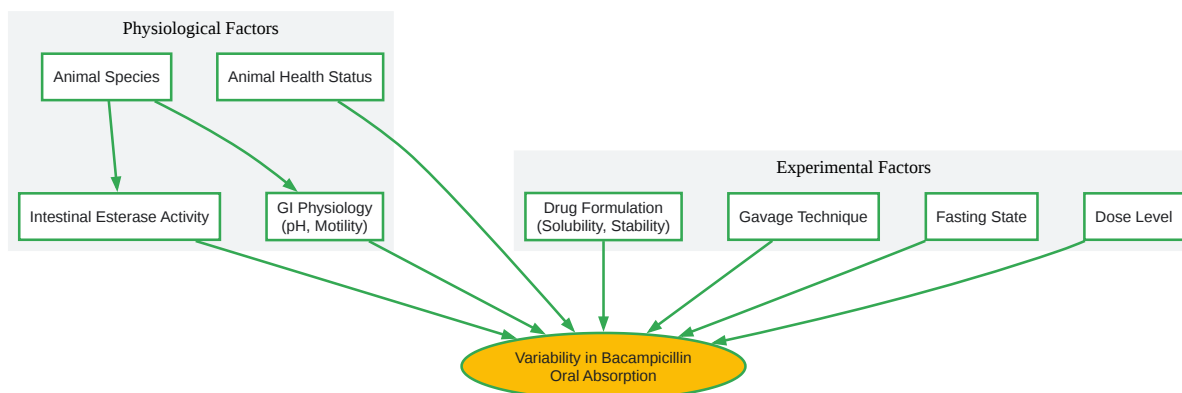 Physiological Factors
Animal Species
Animal Health Status
Intestinal Esterase Activity
GI Physiology
(pH, Motility)
Experimental Factors
Drug Formulation
(Solubility, Stability)
Gavage Technique
Fasting State
Dose Level
Variability in Bacampicillin
Oral Absorption